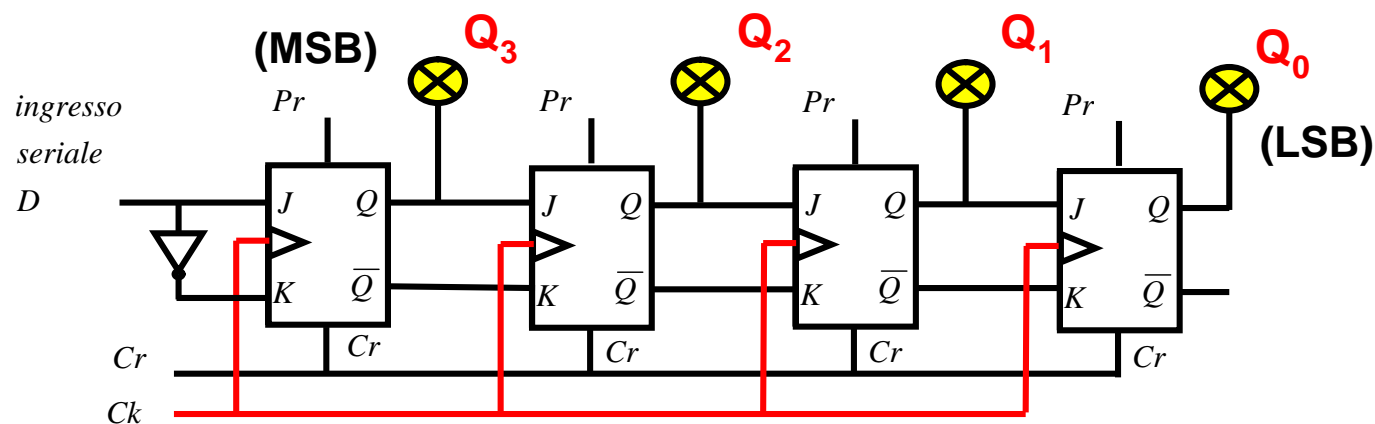 (MSB) Q3 Q2 Q1 Q0
ingresso Pr Pr Pr Pr
seriale (LSB)
D J Q J Q J Q J Q
K Q̅ K Q̅ K Q̅ K Q̅
Cr Cr Cr Cr Cr
Ck